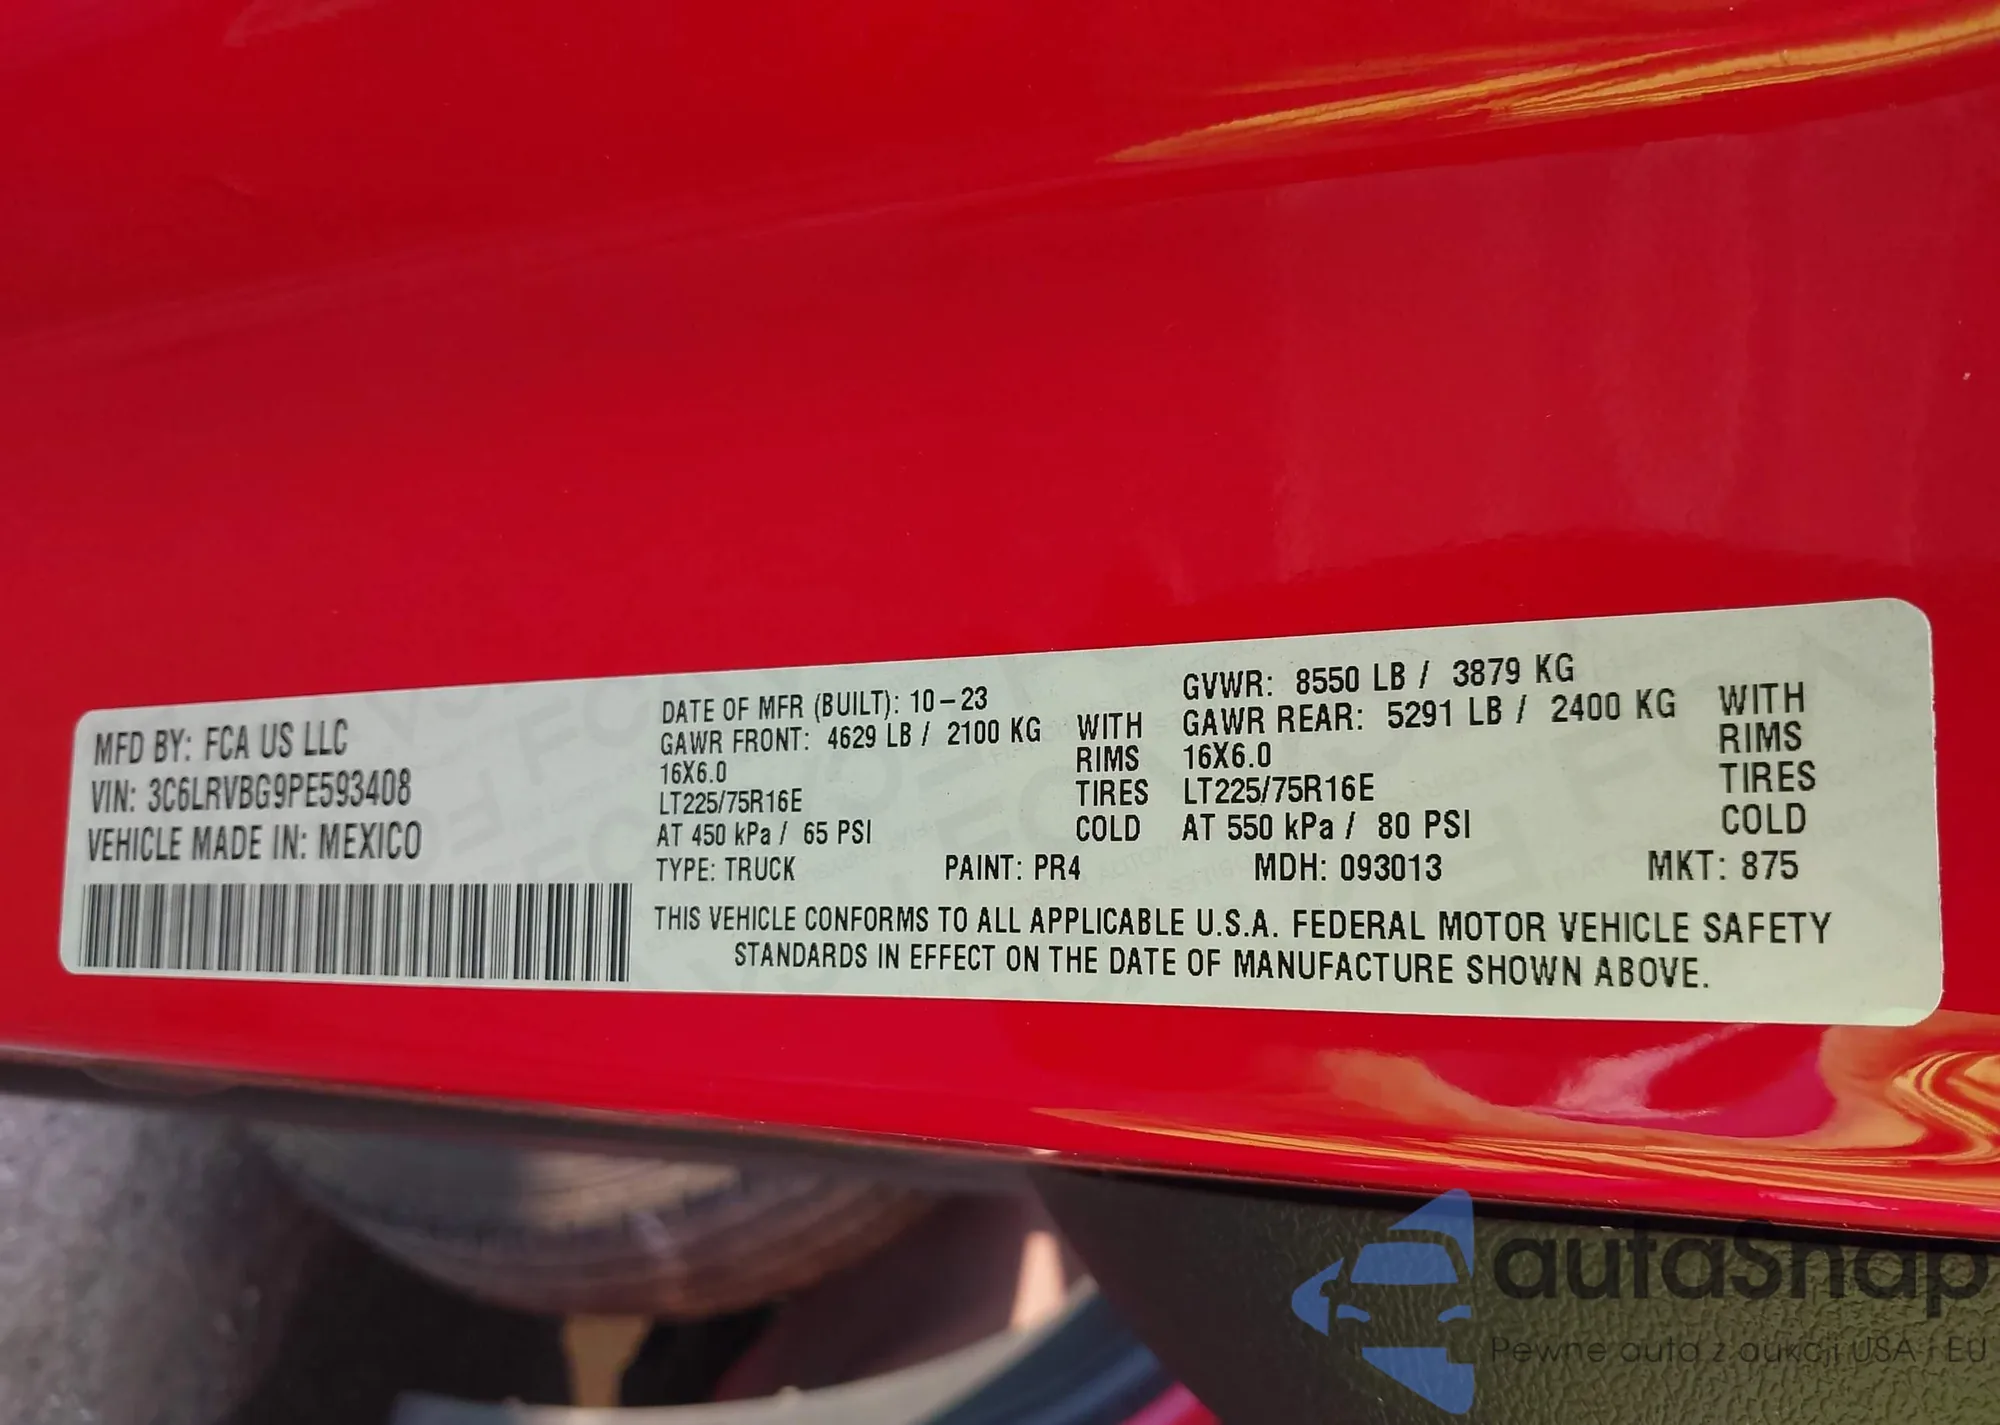 MFD BY: FCA US LLC
VIN: 3C6LRVBG9PE593408
VEHICLE MADE IN: MEXICO
DATE OF MFR (BUILT): 10-23
GAWR FRONT: 4629 LB / 2100 KG WITH
16X6.0 RIMS
LT225/75R16E TIRES
AT 450 kPa / 65 PSI COLD
GVWR: 8550 LB / 3879 KG
GAWR REAR: 5291 LB / 2400 KG WITH
16X6.0 RIMS
LT225/75R16E TIRES
AT 550 kPa / 80 PSI COLD
TYPE: TRUCK PAINT: PR4 MDH: 093013 MKT: 875
THIS VEHICLE CONFORMS TO ALL APPLICABLE U.S.A. FEDERAL MOTOR VEHICLE SAFETY
STANDARDS IN EFFECT ON THE DATE OF MANUFACTURE SHOWN ABOVE.
autaSnap
Pewne auta z aukcji USA i EU